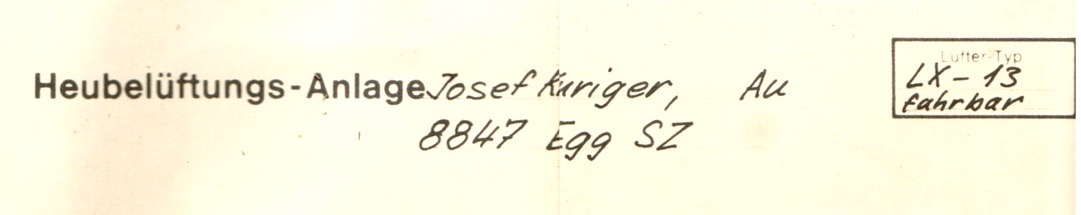 Heubelüftungs-Anlage Josef Kuriger, Au
8847 Egg SZ
Lüfter-Typ
LX-13
fahrbar